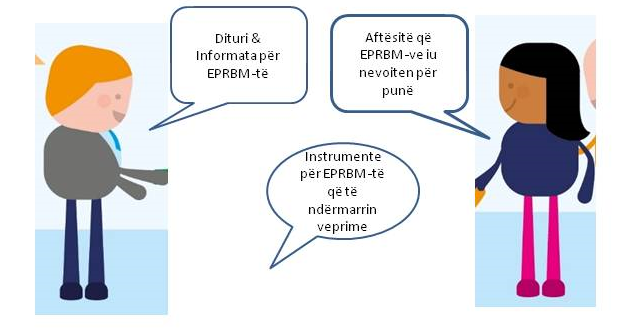 Dituri &
Informata për
EPRBM-të
Aftësitë që
EPRBM-ve iu
nevoiten për
punë
Instrumente
për EPRBM-të
që të
ndërmarrin
veprime